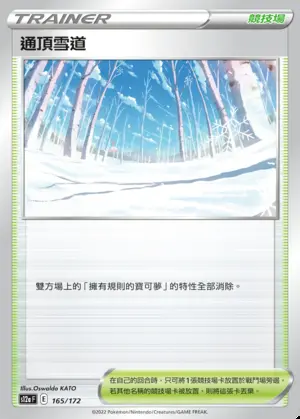 TRAINER 競技場
通頂雪道
雙方場上的「擁有規則的寶可夢」的特性全部消除。
Illus.Oswaldo KATO
s12a F E 165/172
在自己的回合時，只可將1張競技場卡放置於戰鬥場旁邊。
若其他名稱的競技場卡被放置，則將這卡丟棄。
©2022 Pokémon/Nintendo/Creatures/GAME FREAK.